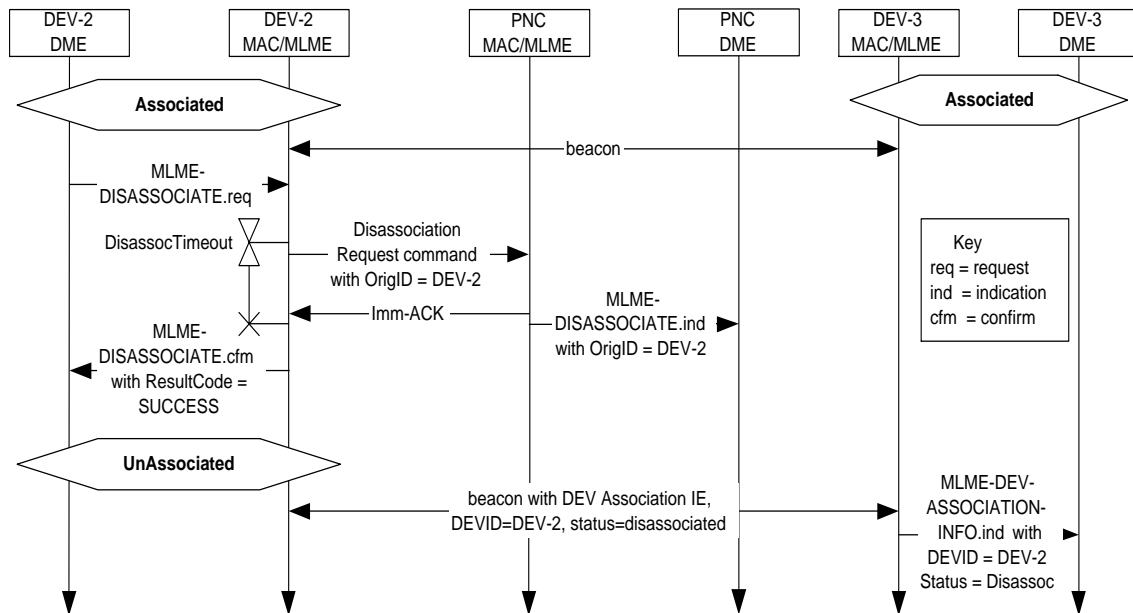 DEV-2
DME
DEV-2
MAC/MLME
PNC
MAC/MLME
PNC
DME
DEV-3
MAC/MLME
DEV-3
DME
Associated
Associated
beacon
MLME-
DISASSOCIATE.req
DisassocTimeout
Disassociation
Request command
with OrigID = DEV-2
Key
req = request
ind = indication
cfm = confirm
Imm-ACK
MLME-
DISASSOCIATE.ind
with OrigID = DEV-2
MLME-
DISASSOCIATE.cfm
with ResultCode =
SUCCESS
UnAssociated
beacon with DEV Association IE,
DEVID=DEV-2, status=disassociated
MLME-DEV-
ASSOCIATION-
INFO.ind with
DEVID = DEV-2
Status = Disassoc